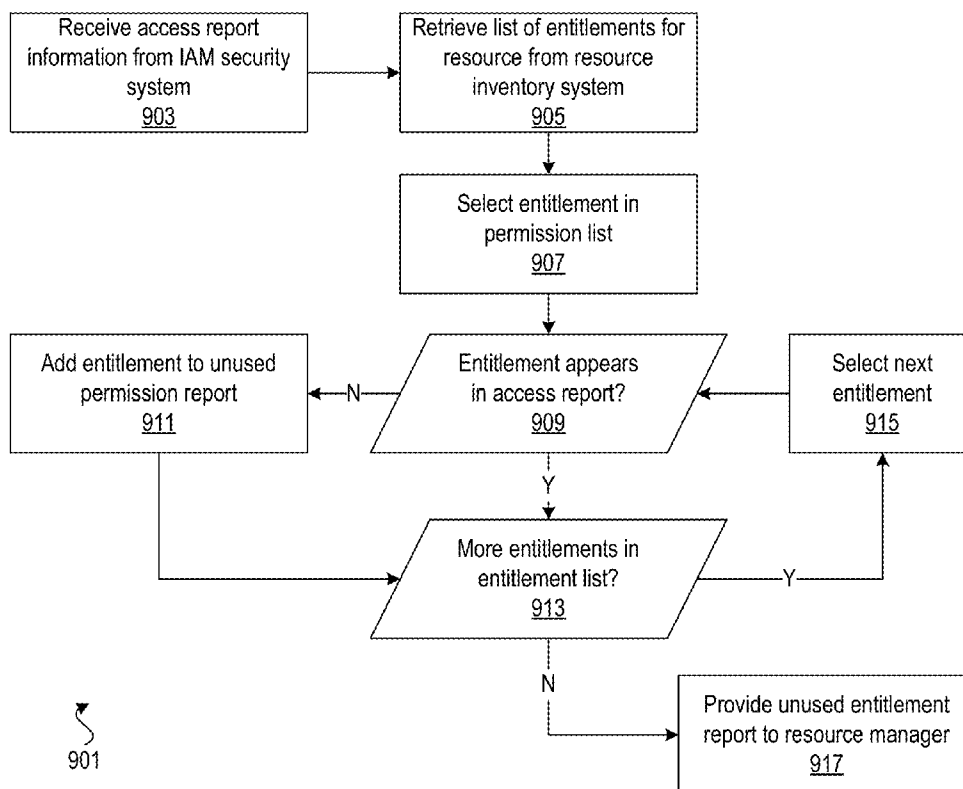 Receive access report
information from IAM security
system
903
Retrieve list of entitlements for
resource from resource
inventory system
905
Select entitlement in
permission list
907
Add entitlement to unused
permission report
911
N
Entitlement appears
in access report?
909
Select next
entitlement
915
Y
More entitlements in
entitlement list?
913
Y
N
Provide unused entitlement
report to resource manager
917
901